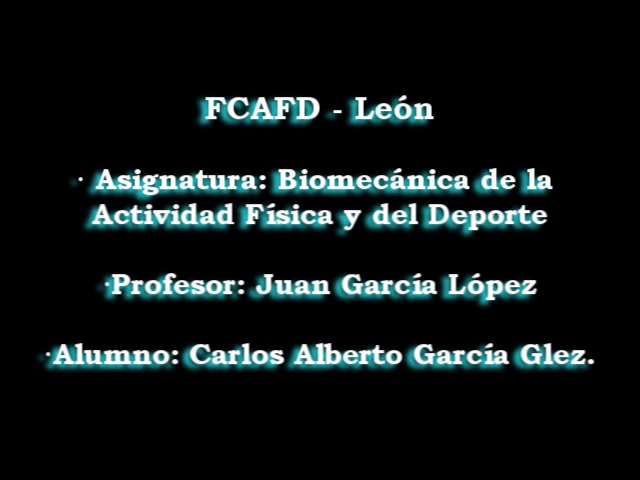 FCAFD - León
· Asignatura: Biomecánica de la
Actividad Física y del Deporte
·Profesor: Juan García López
·Alumno: Carlos Alberto García Glez.